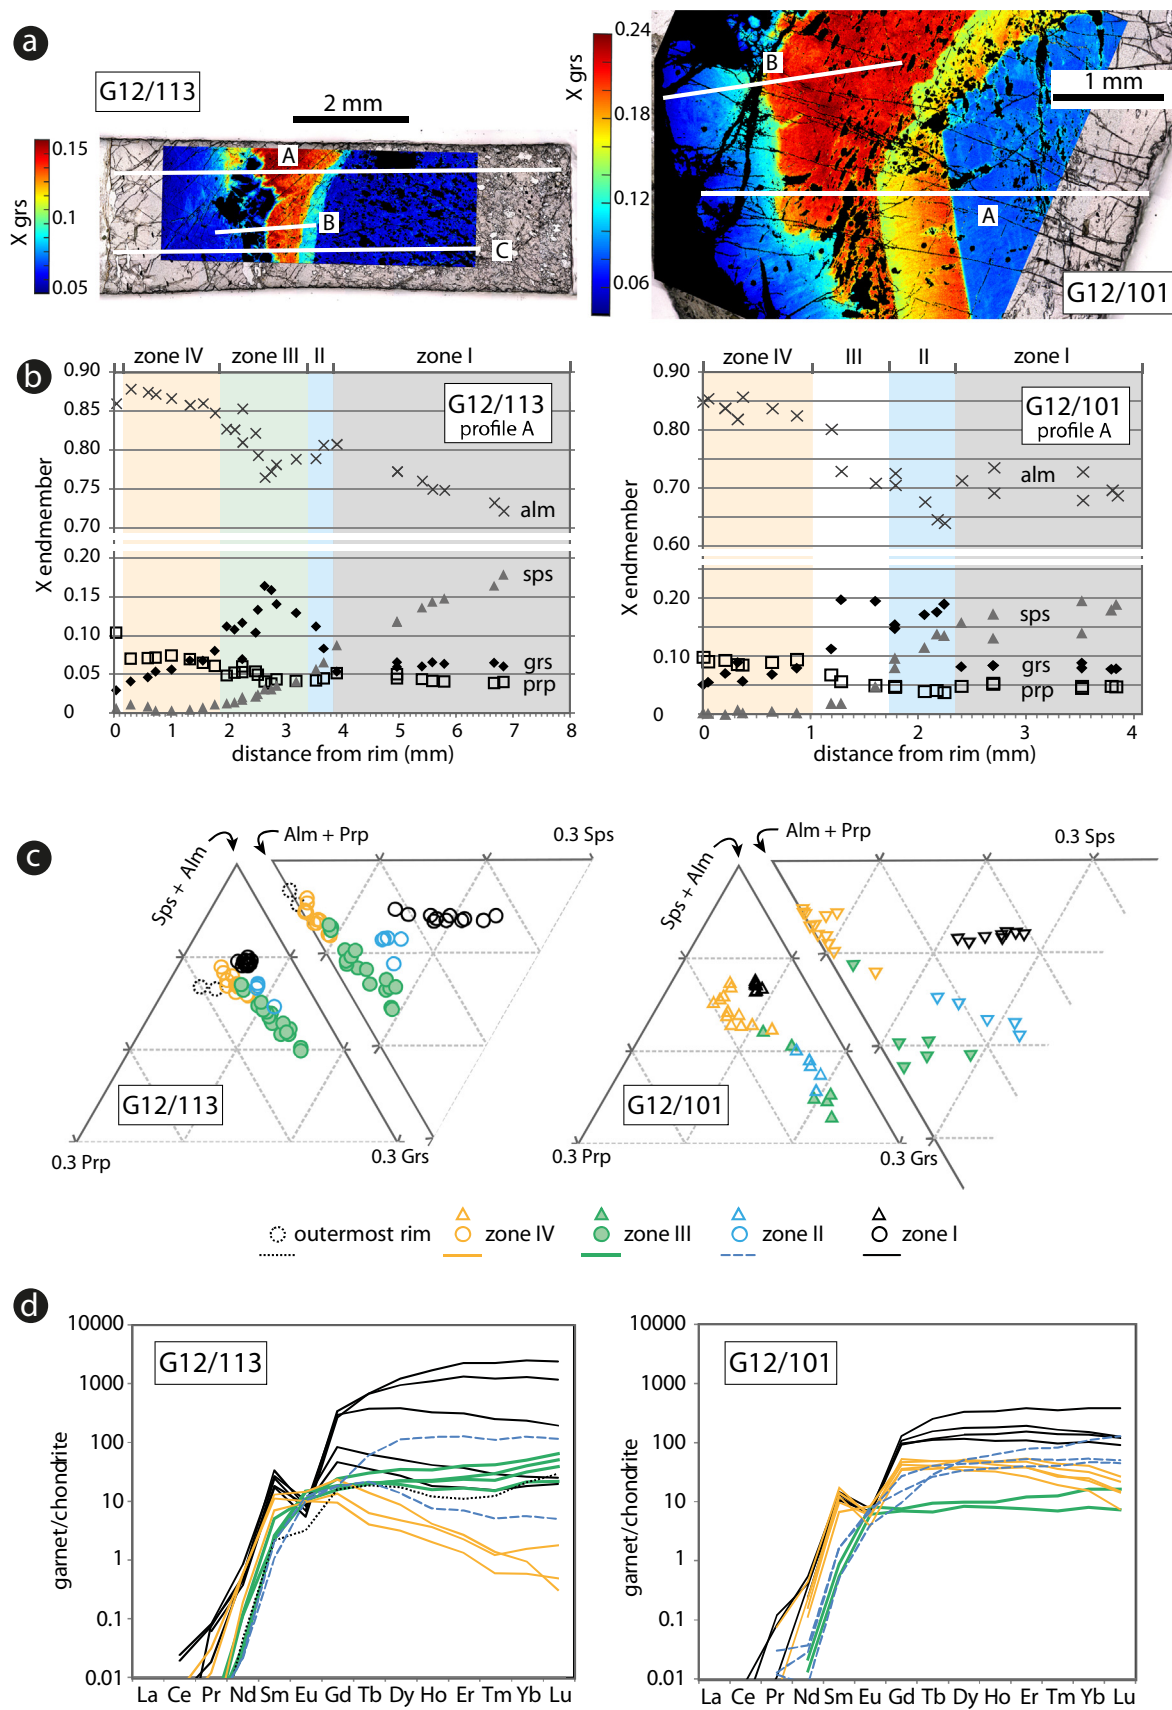 a
G12/113
2 mm
X grs
0.15
0.1
0.05
A
B
C
X grs
0.24
0.18
0.12
0.06
B
A
1 mm
G12/101
b
zone IV
zone III
II
zone I
0.90
0.85
0.80
0.75
0.70
0.20
0.15
0.10
0.05
0
X endmember
G12/113
profile A
alm
sps
grs
prp
0 1 2 3 4 5 6 7 8
distance from rim (mm)
zone IV
III
II
zone I
0.90
0.80
0.70
0.60
0.20
0.10
0
X endmember
G12/101
profile A
alm
sps
grs
prp
0 1 2 3 4
distance from rim (mm)
c
Sps + Alm
Alm + Prp
0.3 Sps
G12/113
0.3 Prp
0.3 Grs
Sps + Alm
Alm + Prp
0.3 Sps
G12/101
0.3 Prp
0.3 Grs
outermost rim
zone IV
zone III
zone II
zone I
d
10000
1000
100
10
1
0.1
0.01
garnet/chondrite
G12/113
La Ce Pr Nd Sm Eu Gd Tb Dy Ho Er Tm Yb Lu
10000
1000
100
10
1
0.1
0.01
garnet/chondrite
G12/101
La Ce Pr Nd Sm Eu Gd Tb Dy Ho Er Tm Yb Lu